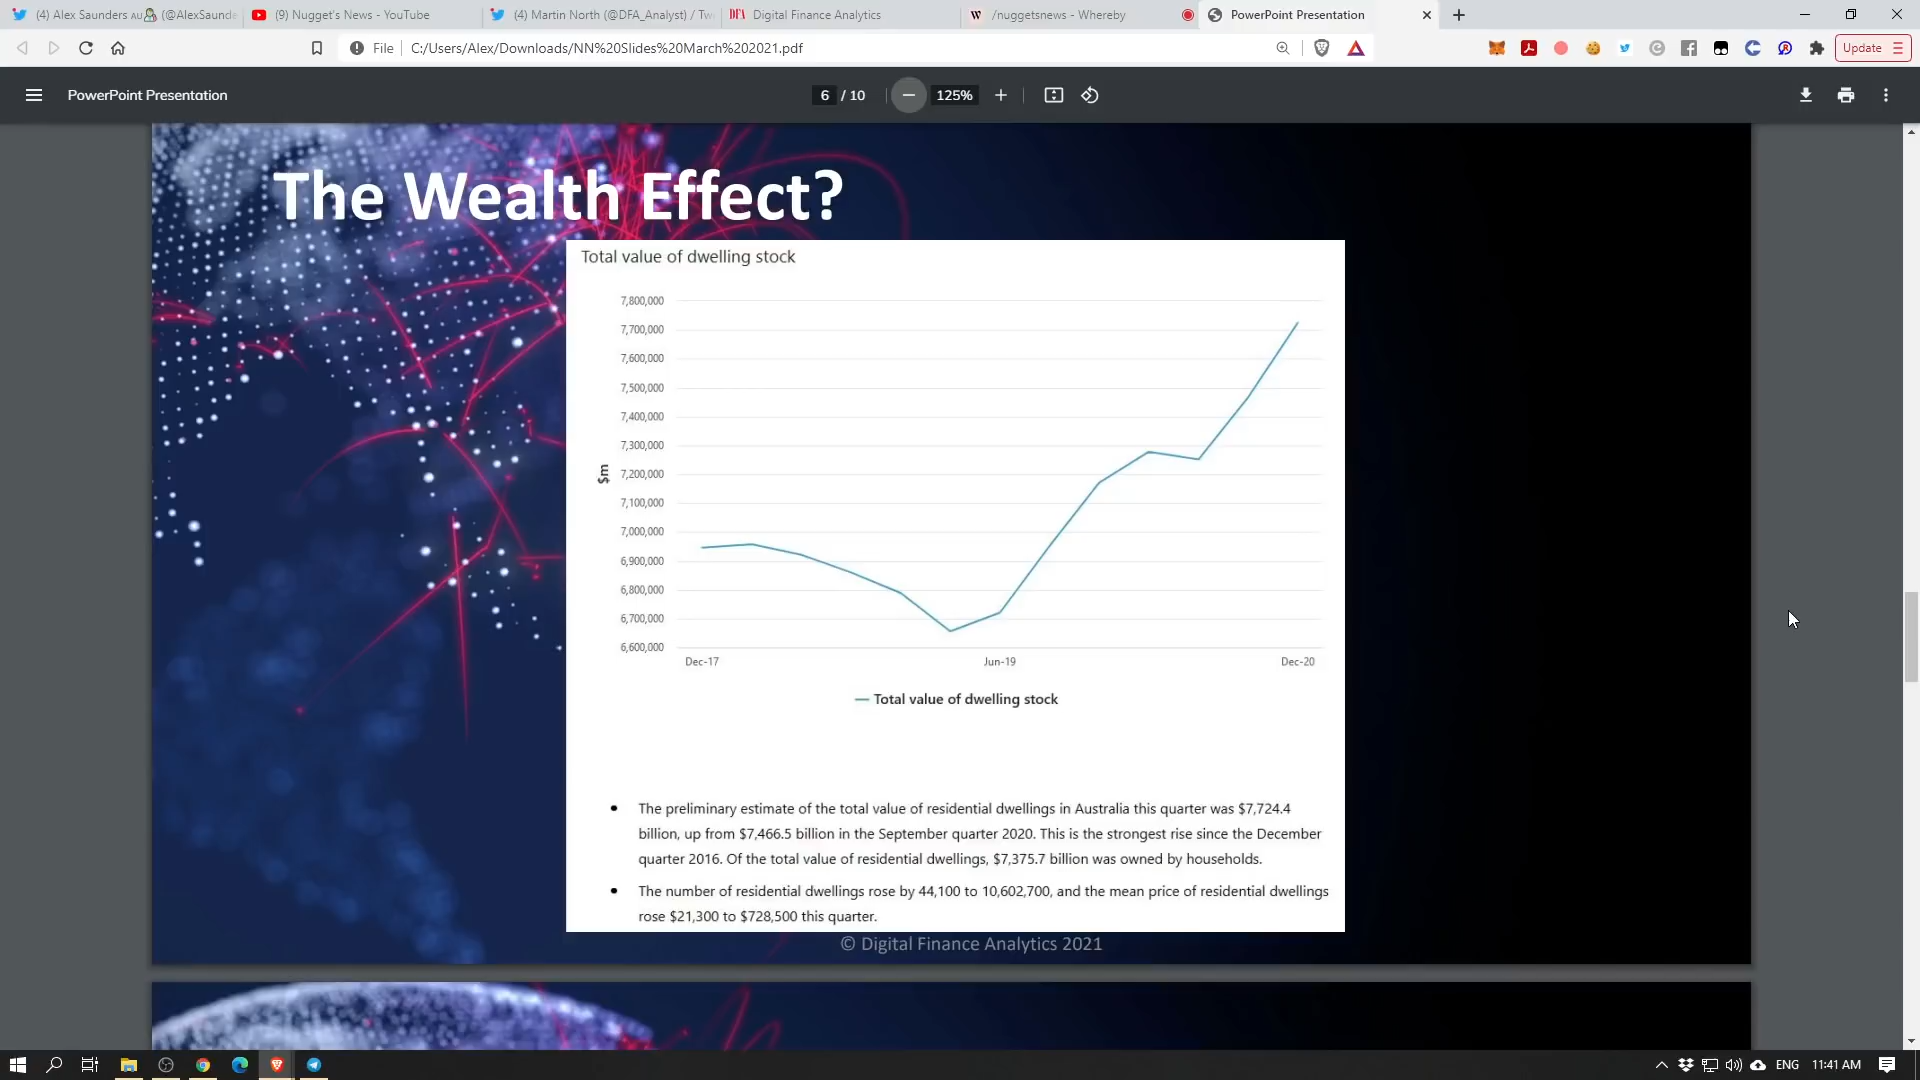 (4) Alex Saunders
(@AlexSaunde
(9) Nugget's News - YouTube
(4) Martin North (@DFA_Analyst) / Tw
DFA Digital Finance Analytics
/nuggetsnews - Whereby
PowerPoint Presentation
File
C:/Users/Alex/Downloads/NN%20Slides%20March%202021.pdf
Update
PowerPoint Presentation
6 / 10
125%
The Wealth Effect?
Total value of dwelling stock
7,800,000
7,700,000
7,600,000
7,500,000
7,400,000
7,300,000
$m
7,200,000
7,100,000
7,000,000
6,900,000
6,800,000
6,700,000
6,600,000
Dec-17
Jun-19
Dec-20
Total value of dwelling stock
• The preliminary estimate of the total value of residential dwellings in Australia this quarter was $7,724.4
billion, up from $7,466.5 billion in the September quarter 2020. This is the strongest rise since the December
quarter 2016. Of the total value of residential dwellings, $7,375.7 billion was owned by households.
• The number of residential dwellings rose by 44,100 to 10,602,700, and the mean price of residential dwellings
rose $21,300 to $728,500 this quarter.
© Digital Finance Analytics 2021
ENG
11:41 AM